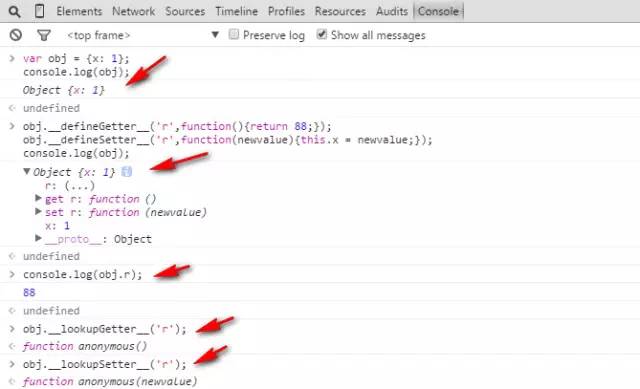 Elements Network Sources Timeline Profiles Resources Audits Console
<top frame> Preserve log Show all messages
var obj = {x: 1};
console.log(obj);
Object {x: 1}
undefined
obj.__defineGetter__('r',function(){return 88;});
obj.__defineSetter__('r',function(newvalue){this.x = newvalue;});
console.log(obj);
Object {x: 1}
r: (...)
get r: function ()
set r: function (newvalue)
x: 1
__proto__: Object
undefined
console.log(obj.r);
88
undefined
obj.__lookupGetter__('r');
function anonymous()
obj.__lookupSetter__('r');
function anonymous(newvalue)